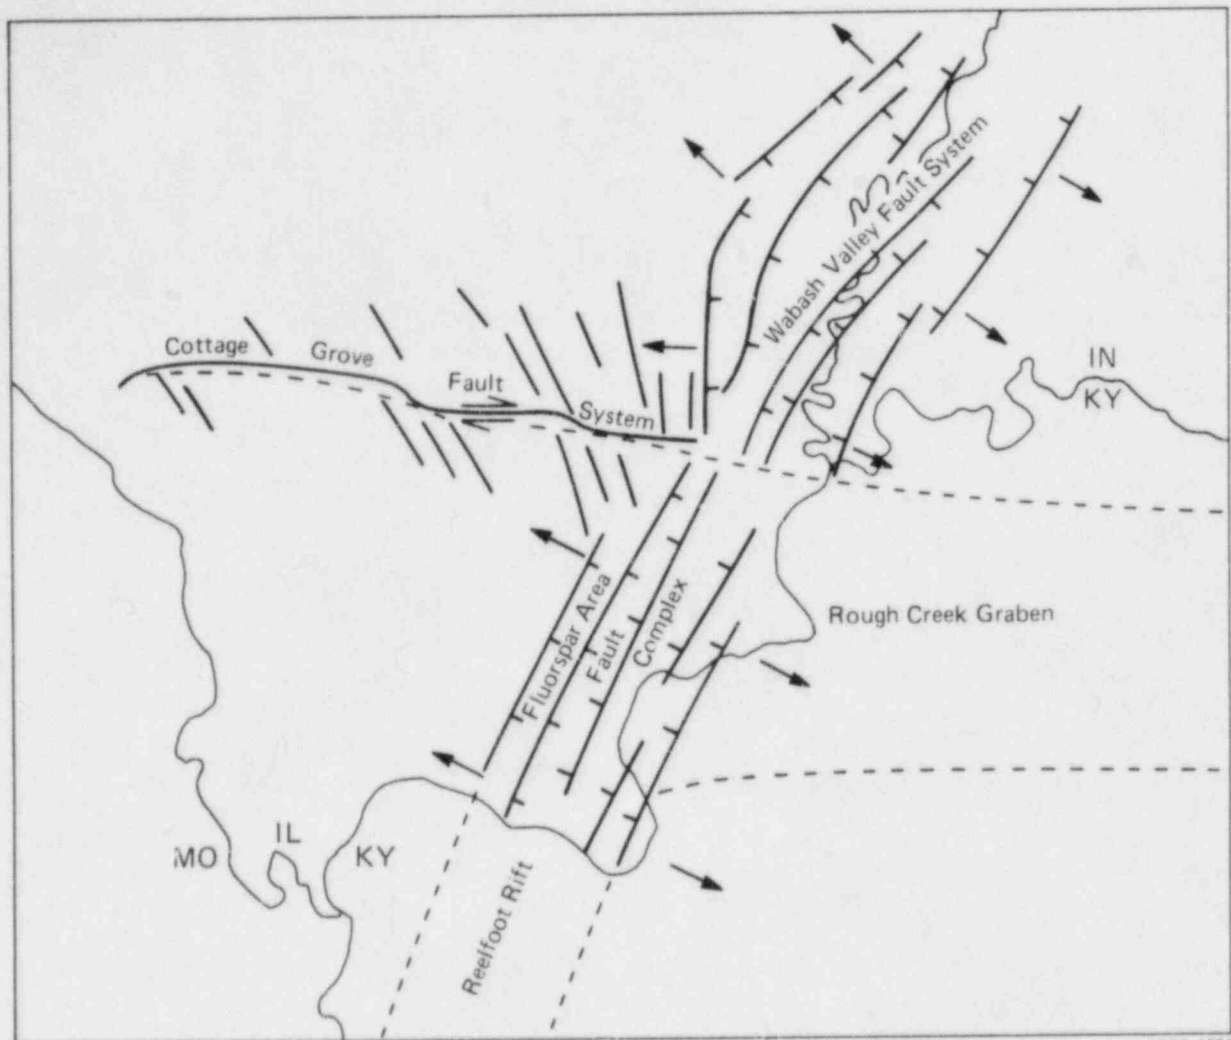 Wabash Valley Fault System
Cottage
Grove
Fault
System
IN
KY
Fluorspar Area
Fault
Complex
Rough Creek Graben
MO
IL
KY
Reelfoot Rift